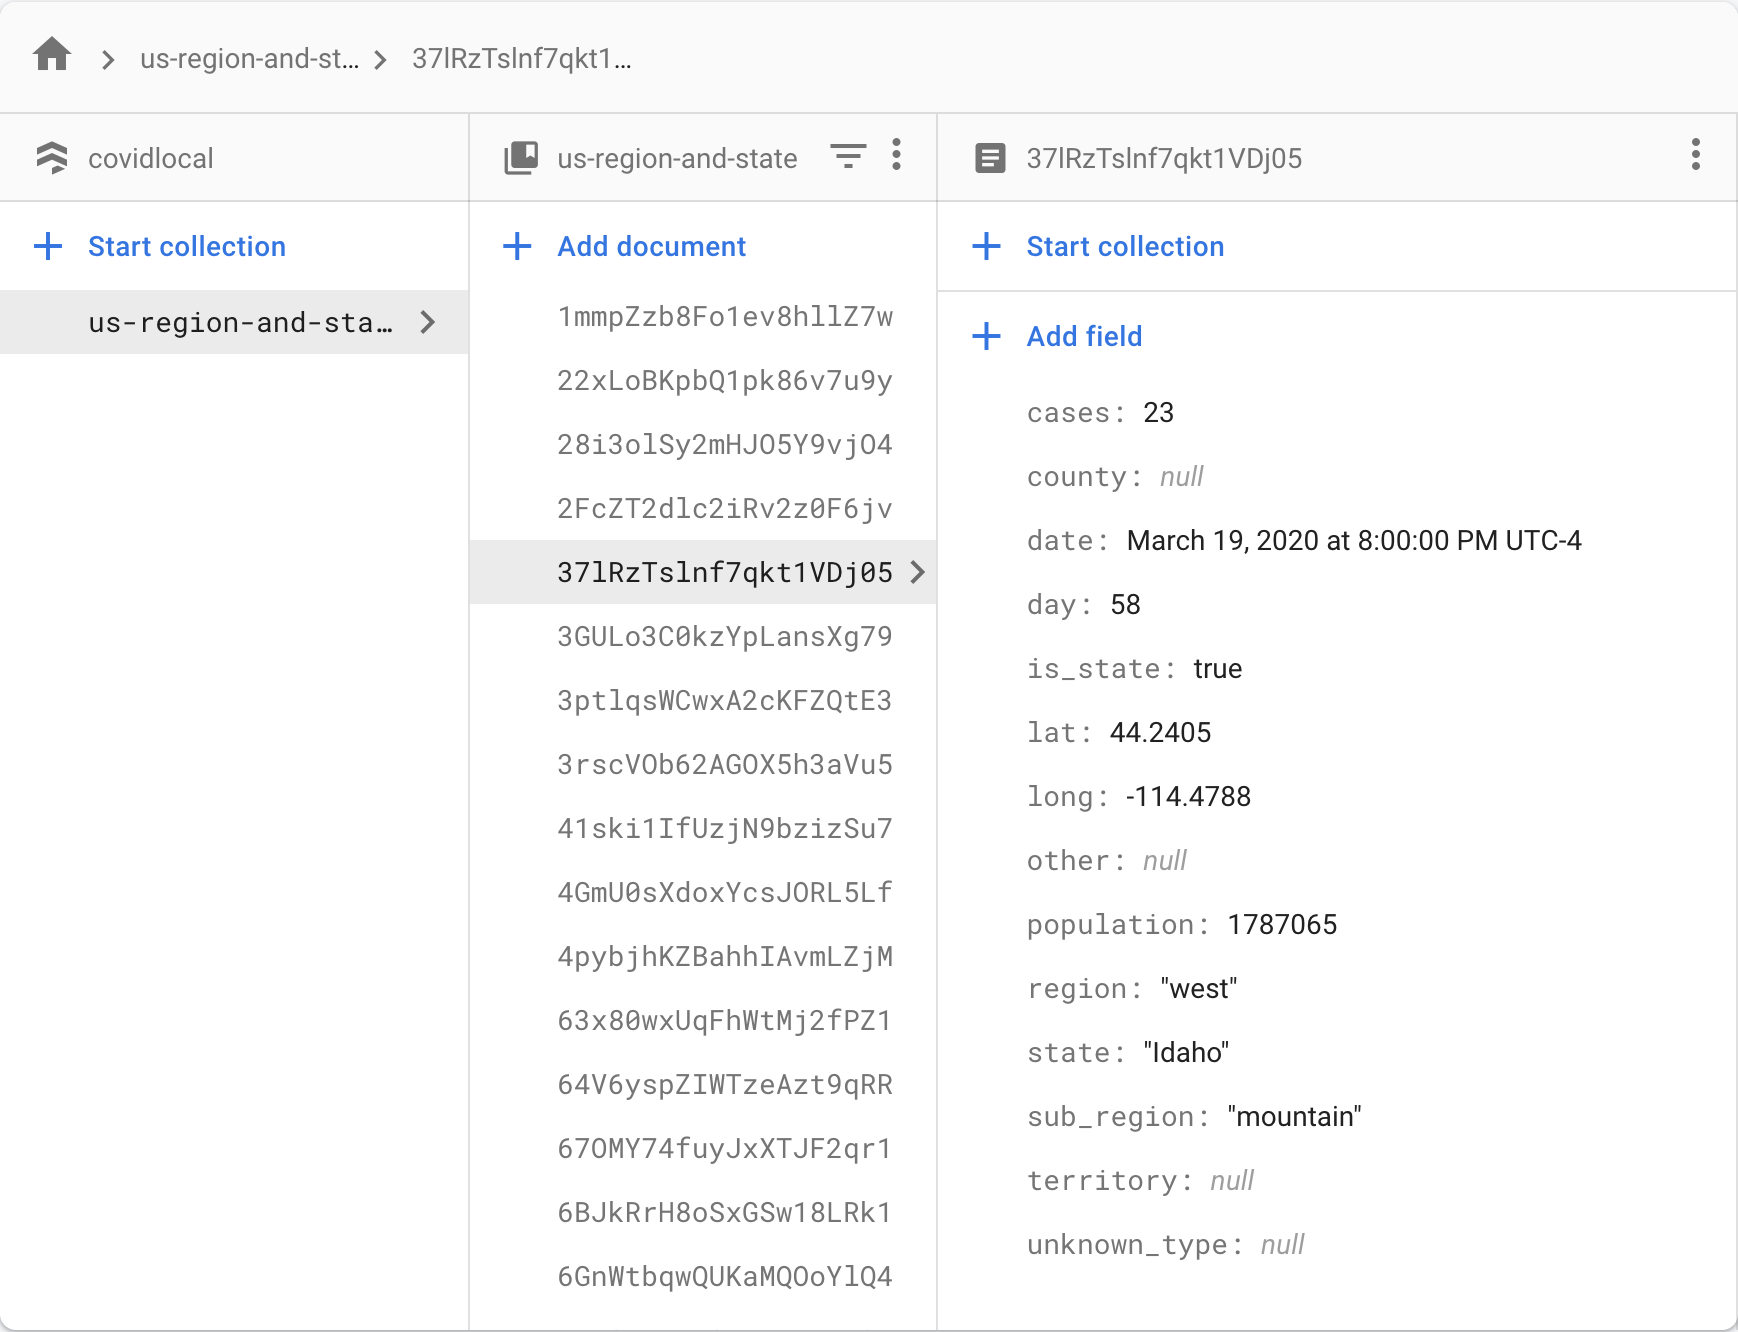 us-region-and-st... 37lRzTslnf7qkt1...
covidlocal
Start collection
us-region-and-sta…
us-region-and-state
Add document
1mmpZzb8Fo1ev8hllZ7w
22xLoBKpbQ1pk86v7u9y
28i3olSy2mHJO5Y9vjO4
2FcZT2dlc2iRv2z0F6jv
37lRzTslnf7qkt1VDj05
3GULo3C0kzYpLansXg79
3ptlqsWCwxA2cKFZQtE3
3rscVOb62AGOX5h3aVu5
41ski1IfUzjN9bzizSu7
4GmU0sXdoxYcsJORL5Lf
4pybjhKZBahhIAvmLZjM
63x80wxUqFhWtMj2fPZ1
64V6yspZIWTzeAzt9qRR
67OMY74fuyJxXTJF2qr1
6BJkRrH8oSxGSw18LRk1
6GnWtbqwQUKaMQOoYlQ4
37lRzTslnf7qkt1VDj05
Start collection
Add field
cases: 23
county: null
date: March 19, 2020 at 8:00:00 PM UTC-4
day: 58
is_state: true
lat: 44.2405
long: -114.4788
other: null
population: 1787065
region: "west"
state: "Idaho"
sub_region: "mountain"
territory: null
unknown_type: null